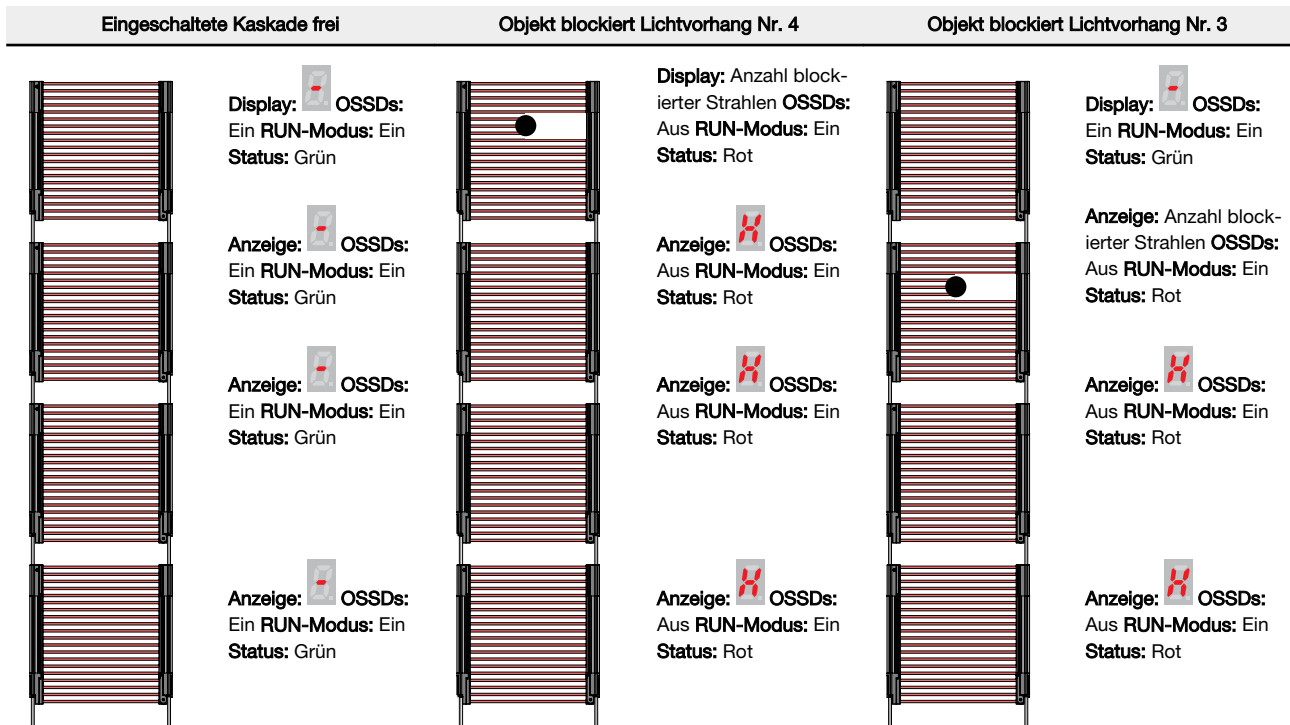 Eingeschaltete Kaskade frei
Objekt blockiert Lichtvorhang Nr. 4
Objekt blockiert Lichtvorhang Nr. 3
Display: - OSSDs:
Ein RUN-Modus: Ein
Status: Grün
Anzeige: - OSSDs:
Ein RUN-Modus: Ein
Status: Grün
Anzeige: - OSSDs:
Ein RUN-Modus: Ein
Status: Grün
Anzeige: - OSSDs:
Ein RUN-Modus: Ein
Status: Grün
Display: Anzahl block-
ierter Strahlen OSSDs:
Aus RUN-Modus: Ein
Status: Rot
Anzeige: H OSSDs:
Aus RUN-Modus: Ein
Status: Rot
Anzeige: H OSSDs:
Aus RUN-Modus: Ein
Status: Rot
Anzeige: H OSSDs:
Aus RUN-Modus: Ein
Status: Rot
Display: - OSSDs:
Ein RUN-Modus: Ein
Status: Grün
Anzeige: Anzahl block-
ierter Strahlen OSSDs:
Aus RUN-Modus: Ein
Status: Rot
Anzeige: H OSSDs:
Aus RUN-Modus: Ein
Status: Rot
Anzeige: H OSSDs:
Aus RUN-Modus: Ein
Status: Rot